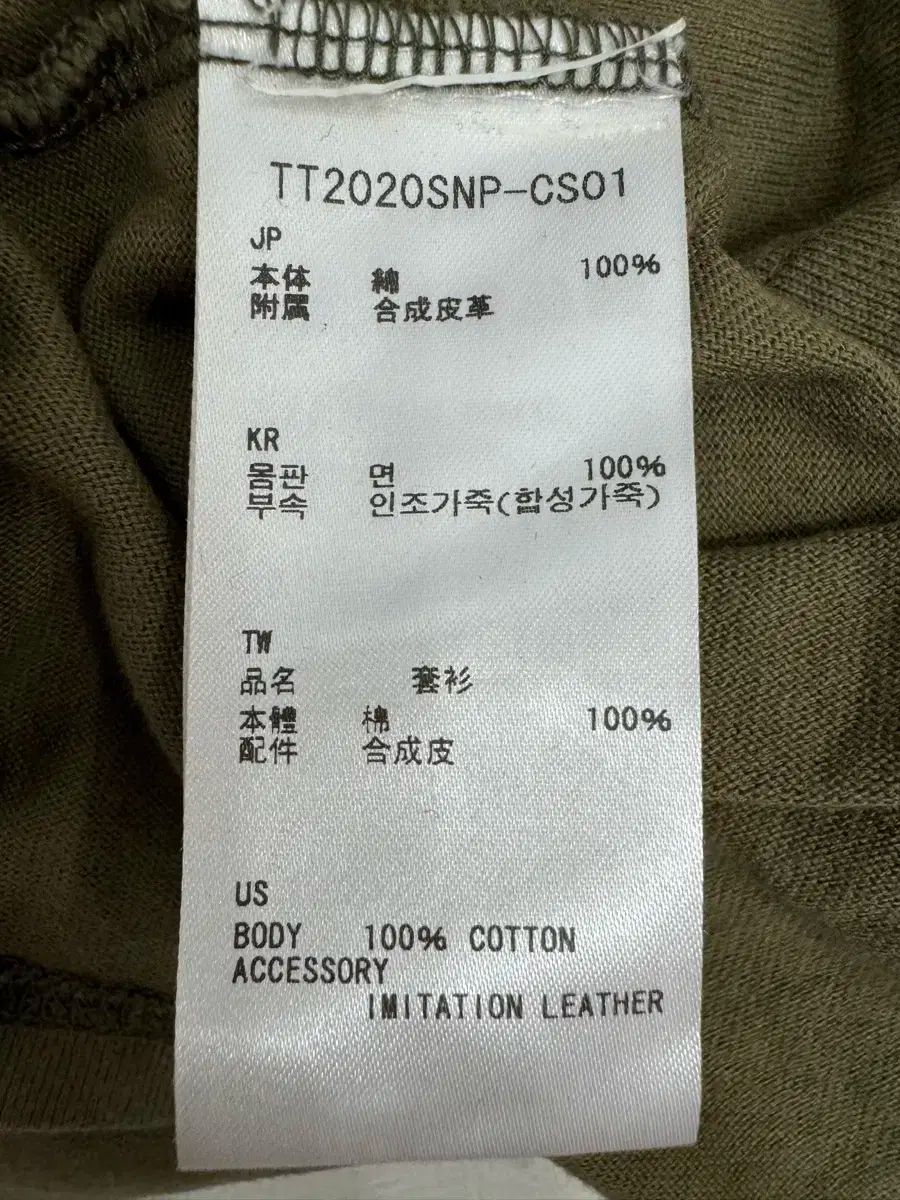 TT2020SNP-CS01
JP
本体 綿 100%
附属 合成皮革
KR
몸판 면 100%
부속 인조가죽(합성가죽)
TW
品名 套衫
本體 棉 100%
配件 合成皮
US
BODY 100% COTTON
ACCESSORY
IMITATION LEATHER